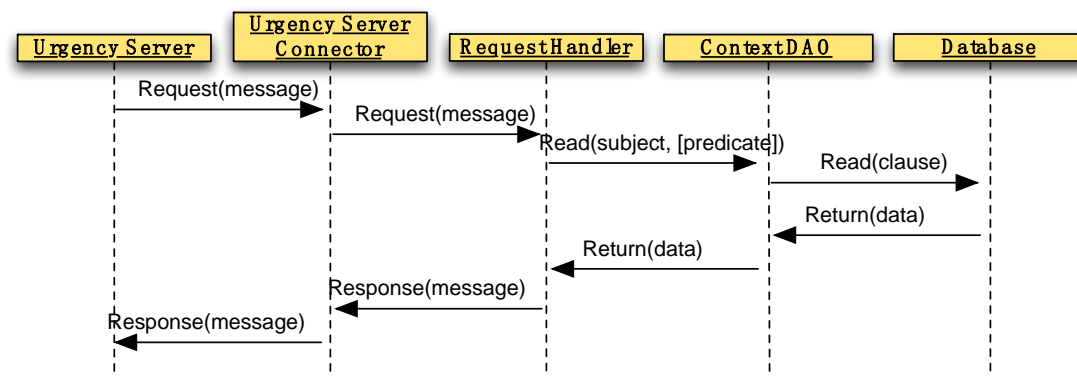 Urgency Server
Urgency Server
Connector
RequestHandler
ContextDAO
Database
Request(message)
Request(message)
Read(subject, [predicate])
Read(clause)
Return(data)
Return(data)
Response(message)
Response(message)